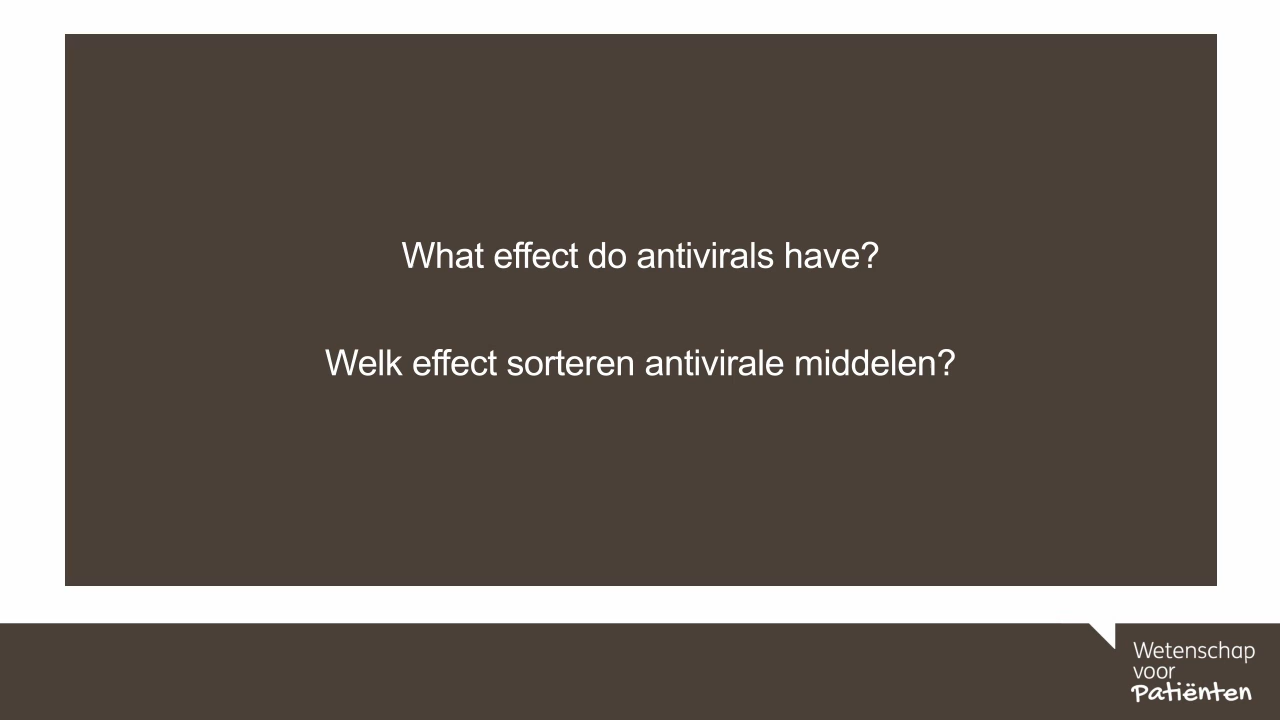 What effect do antivirals have?
Welk effect sorteren antivirale middelen?
Wetenschap
voor
Patiënten